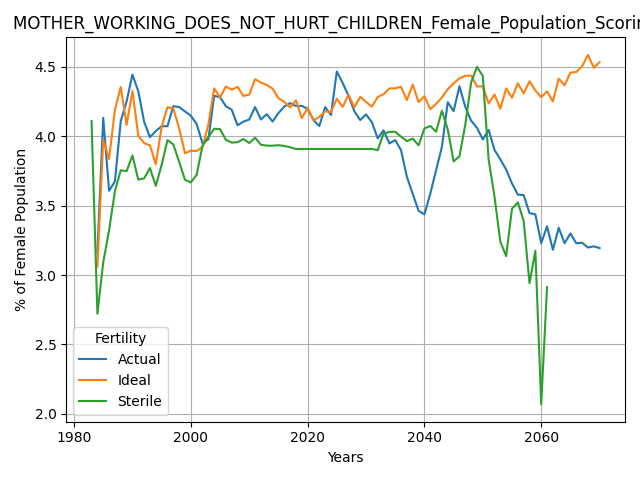 MOTHER_WORKING_DOES_NOT_HURT_CHILDREN_Female_Population_Scorin
4.5
4.0
3.5
3.0
2.5
2.0
% of Female Population
Fertility
Actual
Ideal
Sterile
1980
2000
2020
2040
2060
Years